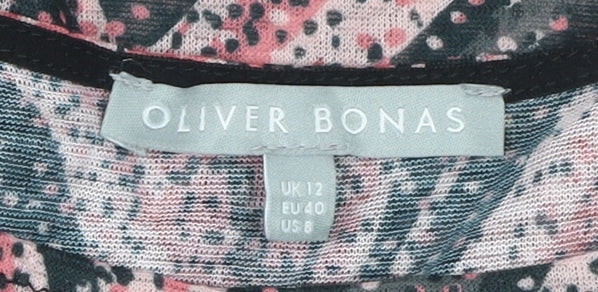 OLIVER BONAS
UK 12
EU 40
US 8